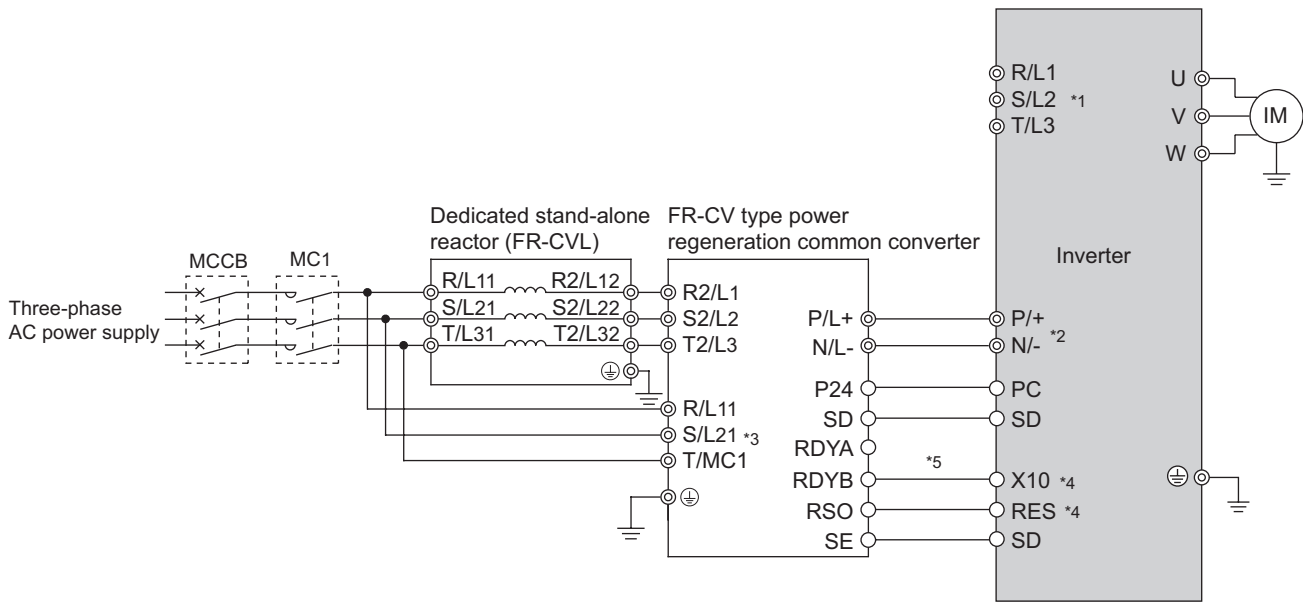 R/L1
S/L2 *1
T/L3
U
V
W
IM
Dedicated stand-alone
reactor (FR-CVL)
FR-CV type power
regeneration common converter
MCCB
MC1
Inverter
Three-phase
AC power supply
R/L11
R2/L12
S/L21
S2/L22
T/L31
T2/L32
R2/L1
S2/L2
T2/L3
R/L11
S/L21 *3
T/MC1
P/L+
N/L-
P24
SD
RDYA
RDYB
RSO
SE
*5
P/+
N/-
*2
PC
SD
X10 *4
RES *4
SD